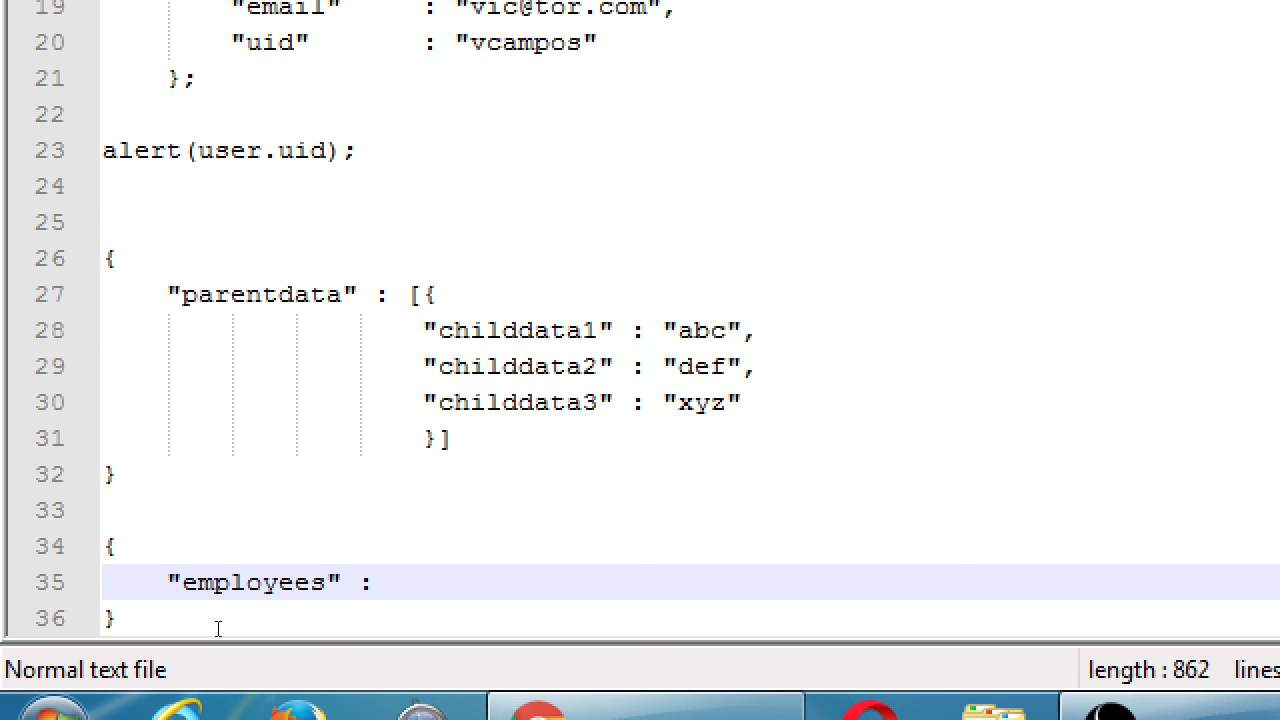 19 "email" : "vic@tor.com",
20 "uid" : "vcampos"
21 };
22
23 alert(user.uid);
24
25
26 {
27 "parentdata" : [{
28 "childdata1" : "abc",
29 "childdata2" : "def",
30 "childdata3" : "xyz"
31 }]
32 }
33
34 {
35 "employees" :
36 }
Normal text file length : 862 lines